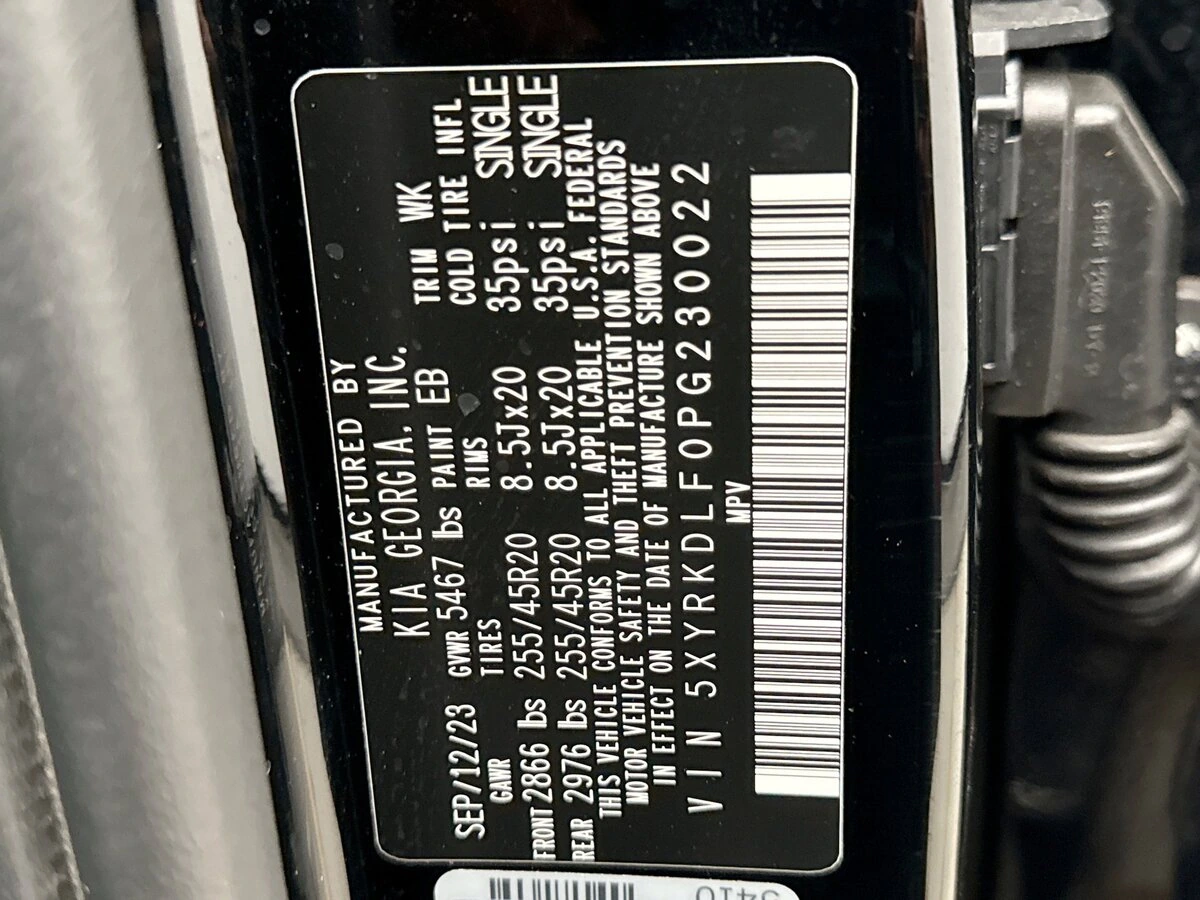 MANUFACTURED BY
KIA GEORGIA, INC.
SEP/12/23 GVWR 5467 lbs PAINT EB TRIM WK
GAWR TIRES RIMS COLD TIRE INFL
FRONT 2866 lbs 255/45R20 8.5Jx20 35psi SINGLE
REAR 2976 lbs 255/45R20 8.5Jx20 35psi SINGLE
THIS VEHICLE CONFORMS TO ALL APPLICABLE U.S.A. FEDERAL
MOTOR VEHICLE SAFETY AND THEFT PREVENTION STANDARDS
IN EFFECT ON THE DATE OF MANUFACTURE SHOWN ABOVE
VIN 5XYRKDLF0PG230022
MPV
5410